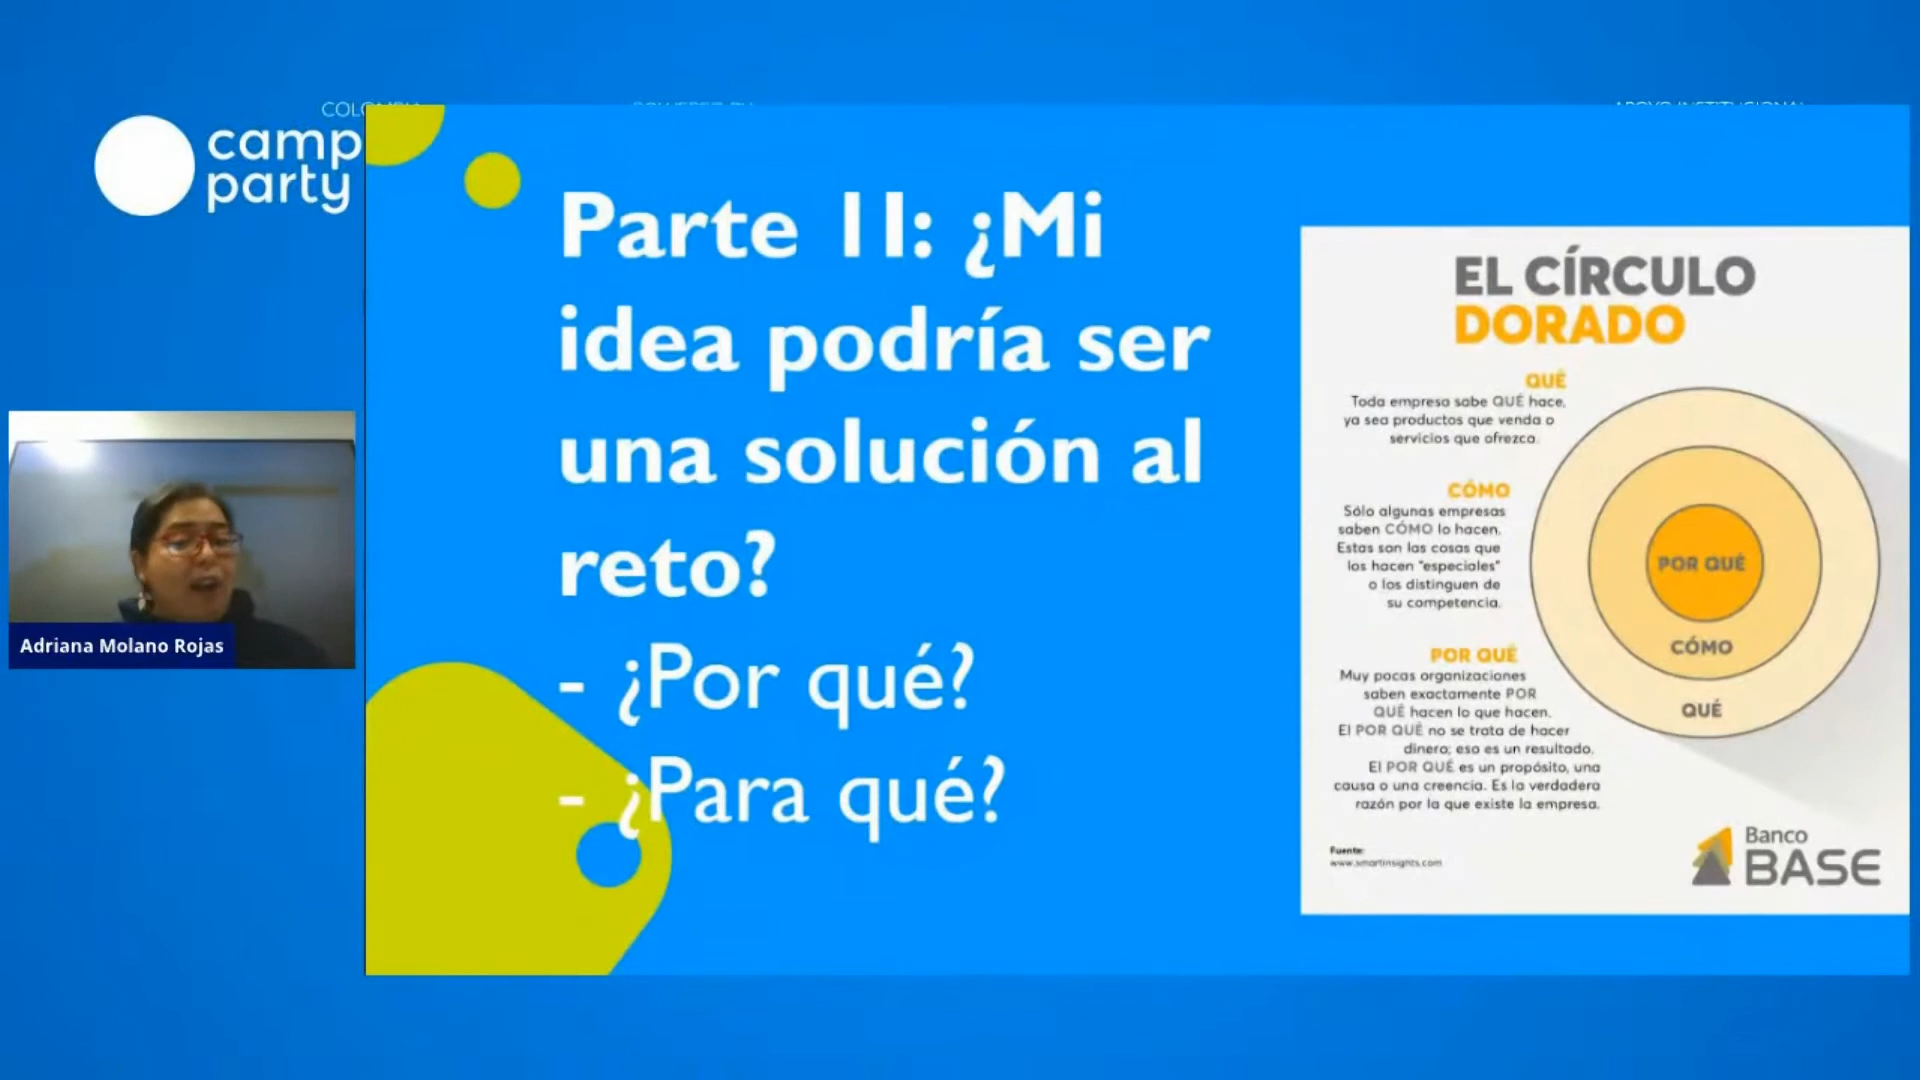 camp
party
Adriana Molano Rojas
Parte II: ¿Mi
idea podría ser
una solución al
reto?
- ¿Por qué?
- ¿Para qué?
EL CÍRCULO
DORADO
QUÉ
Toda empresa sabe QUÉ hace,
ya sea productos que venda o
servicios que ofrezca.
CÓMO
Sólo algunas empresas
saben CÓMO lo hacen.
Estas son las cosas que
los hacen "especiales"
o los distinguen de
su competencia.
POR QUÉ
Muy pocas organizaciones
saben exactamente POR
QUÉ hacen lo que hacen.
El POR QUÉ no se trata de hacer
dinero; eso es un resultado.
El POR QUÉ es un propósito, una
causa o una creencia. Es la verdadera
razón por la que existe la empresa.
POR QUÉ
CÓMO
QUÉ
Fuente:
www.smartinsights.com
Banco
BASE